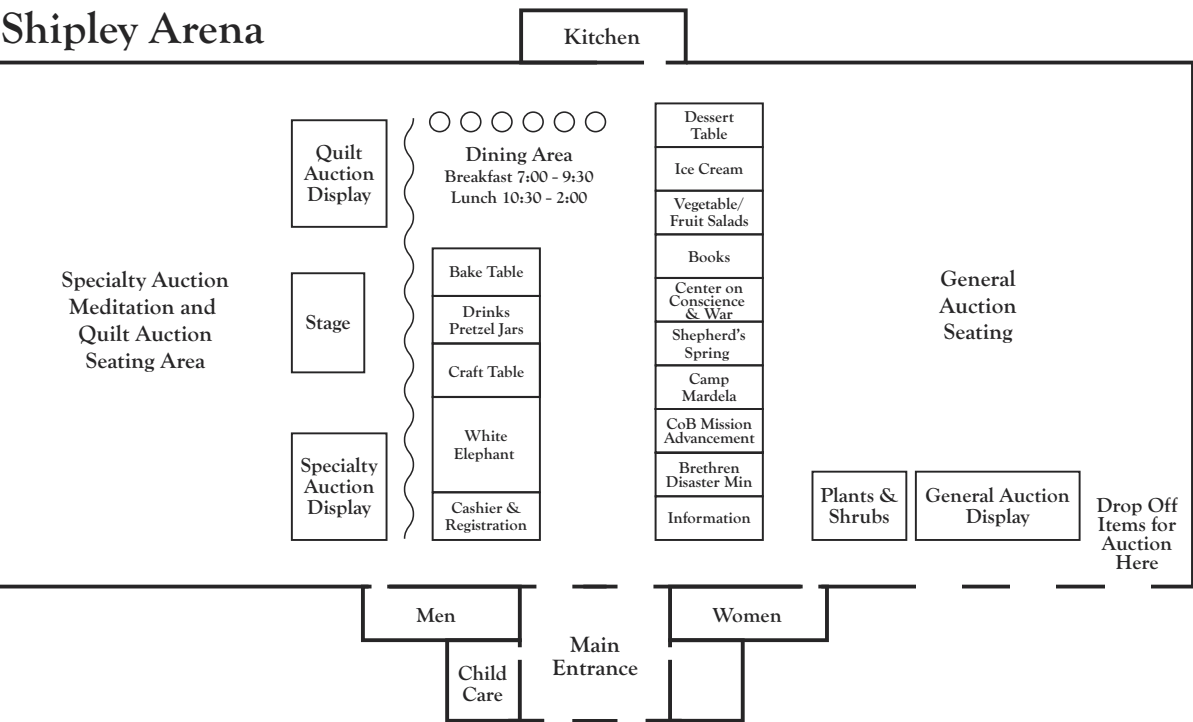 Shipley Arena
Kitchen
Quilt
Auction
Display
Dining Area
Breakfast 7:00 - 9:30
Lunch 10:30 - 2:00
Dessert
Table
Ice Cream
Vegetable/
Fruit Salads
Books
Center on
Conscience
& War
Shepherd's
Spring
Camp
Mardela
CoB Mission
Advancement
Brethren
Disaster Min
Information
Specialty Auction
Meditation and
Quilt Auction
Seating Area
Stage
Bake Table
Drinks
Pretzel Jars
Craft Table
White
Elephant
Cashier &
Registration
Specialty
Auction
Display
General
Auction
Seating
Plants &
Shrubs
General Auction
Display
Drop Off
Items for
Auction
Here
Men
Women
Main
Entrance
Child
Care